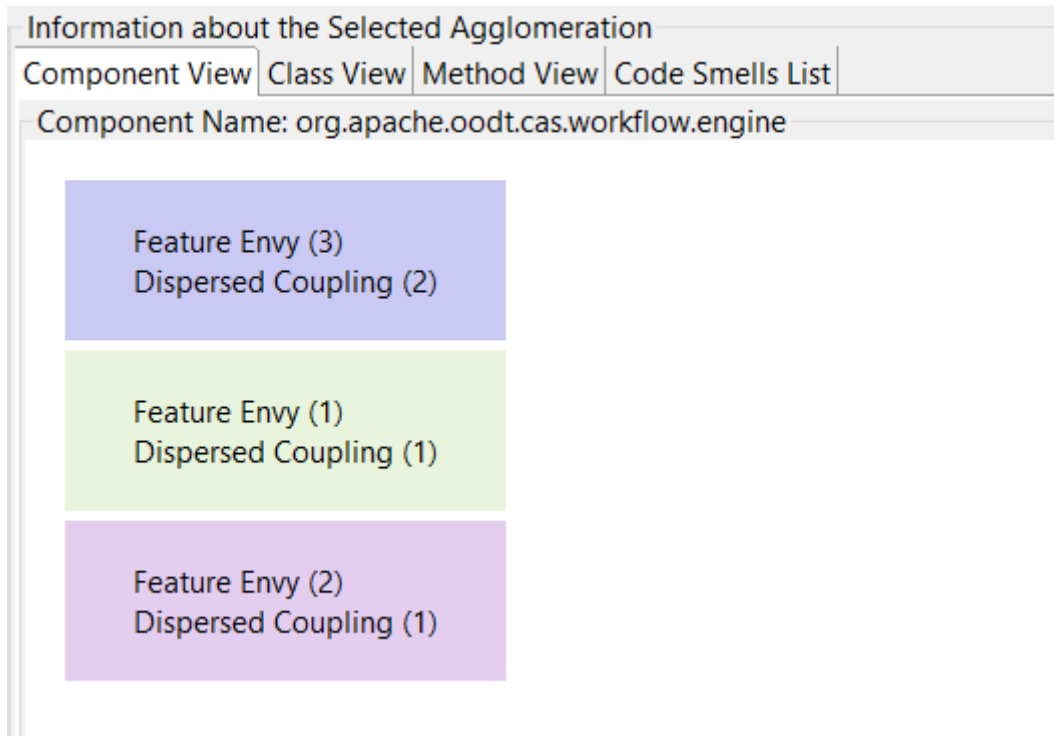 Information about the Selected Agglomeration
Component View Class View Method View Code Smells List
Component Name: org.apache.oodt.cas.workflow.engine
Feature Envy (3)
Dispersed Coupling (2)
Feature Envy (1)
Dispersed Coupling (1)
Feature Envy (2)
Dispersed Coupling (1)